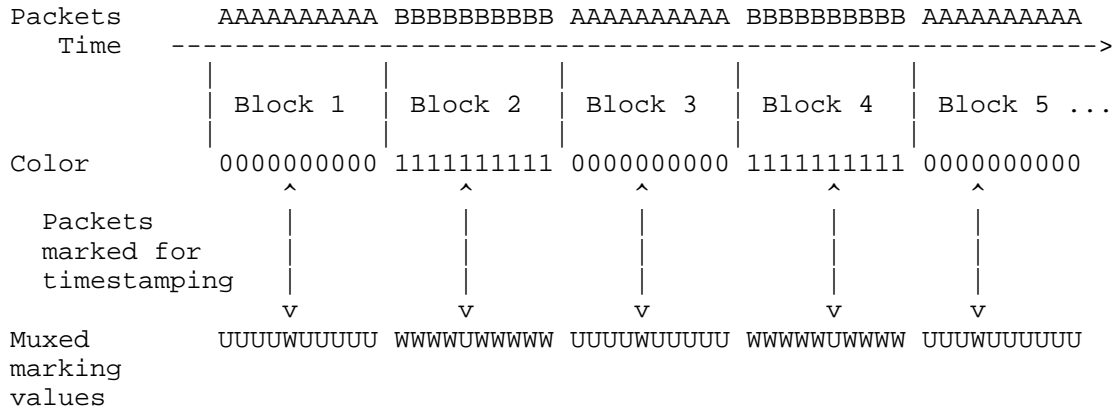 Packets AAAAAAAAAA BBBBBBBBBB AAAAAAAAAA BBBBBBBBBB AAAAAAAAAA
Time ---------------------------------------------------------->
| | | | |
| Block 1 | Block 2 | Block 3 | Block 4 | Block 5 ...
| | | | |
Color 0000000000 1111111111 0000000000 1111111111 0000000000
^ ^ ^ ^ ^
Packets | | | | |
marked for | | | | |
timestamping | | | | |
v v v v v
Muxed UUUUWUUUUU WWWWUWWWWW UUUUWUUUUU WWWWWUWWWW UUUWUUUUUU
marking
values